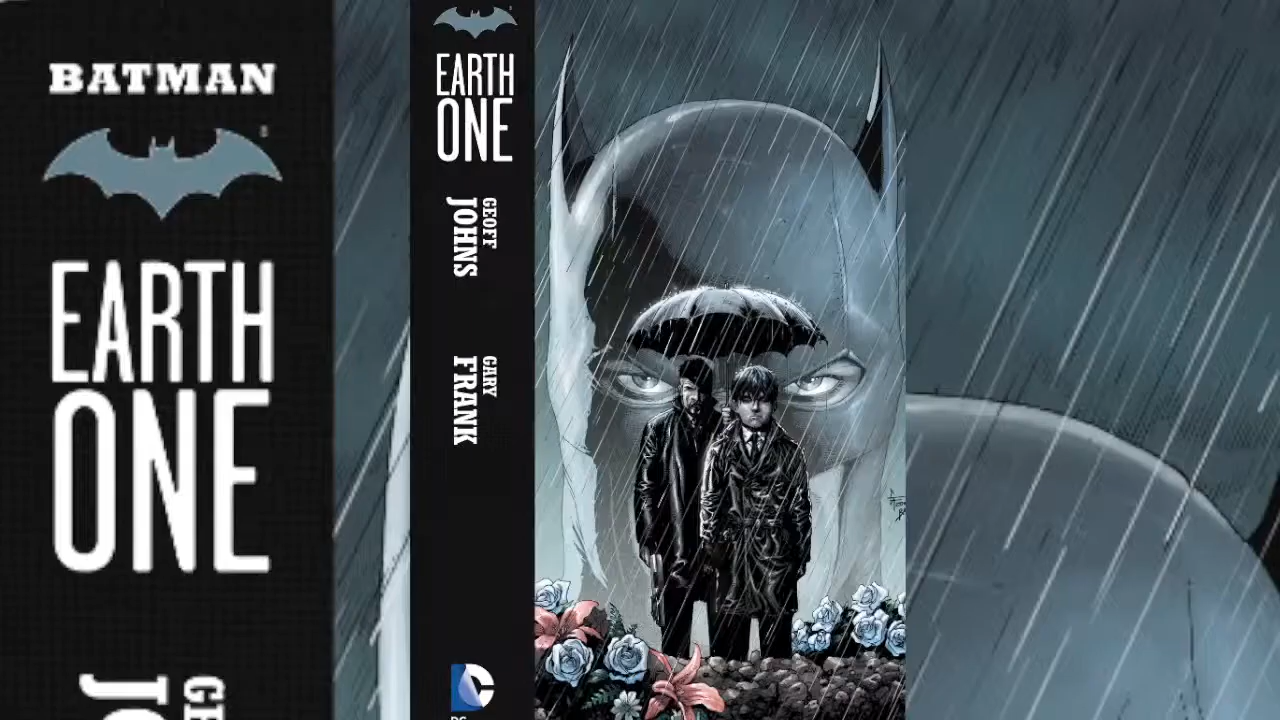 BATMAN
EARTH
ONE
EARTH
ONE
GEOFF
JOHNS
GARY
FRANK